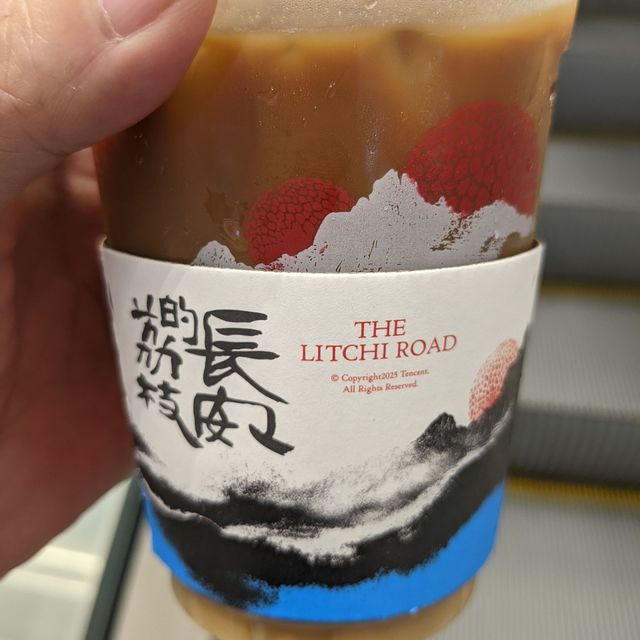 長安
的荔枝
THE
LITCHI ROAD
© Copyright2025 Tencent.
All Rights Reserved.